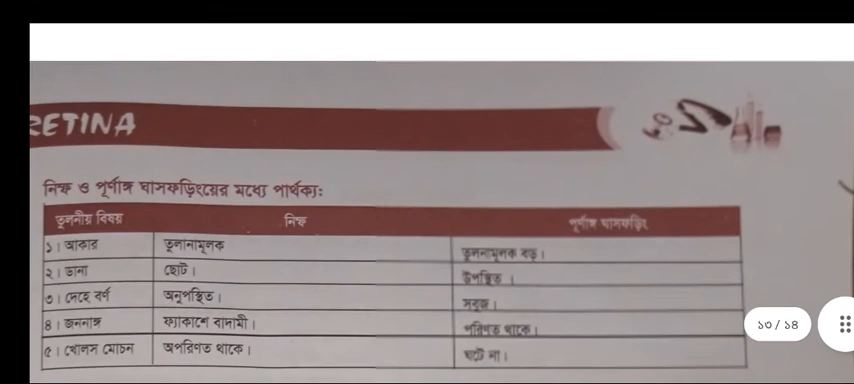 RETINA
নিম্ফ ও পূর্ণাঙ্গ ঘাসফড়িংয়ের মধ্যে পার্থক্য:
তুলনীয় বিষয় নিম্ফ পূর্ণাঙ্গ ঘাসফড়িং
১। আকার তুলনামূলক তুলনামূলক বড়।
২। ডানা ছোট। উপস্থিত ।
৩। দেহে বর্ণ অনুপস্থিত। সবুজ।
৪। জননাঙ্গ ফ্যাকাশে বাদামী। পরিণত থাকে।
৫। খোলস মোচন অপরিণত থাকে। ঘটে না।
১৩ / ১৪